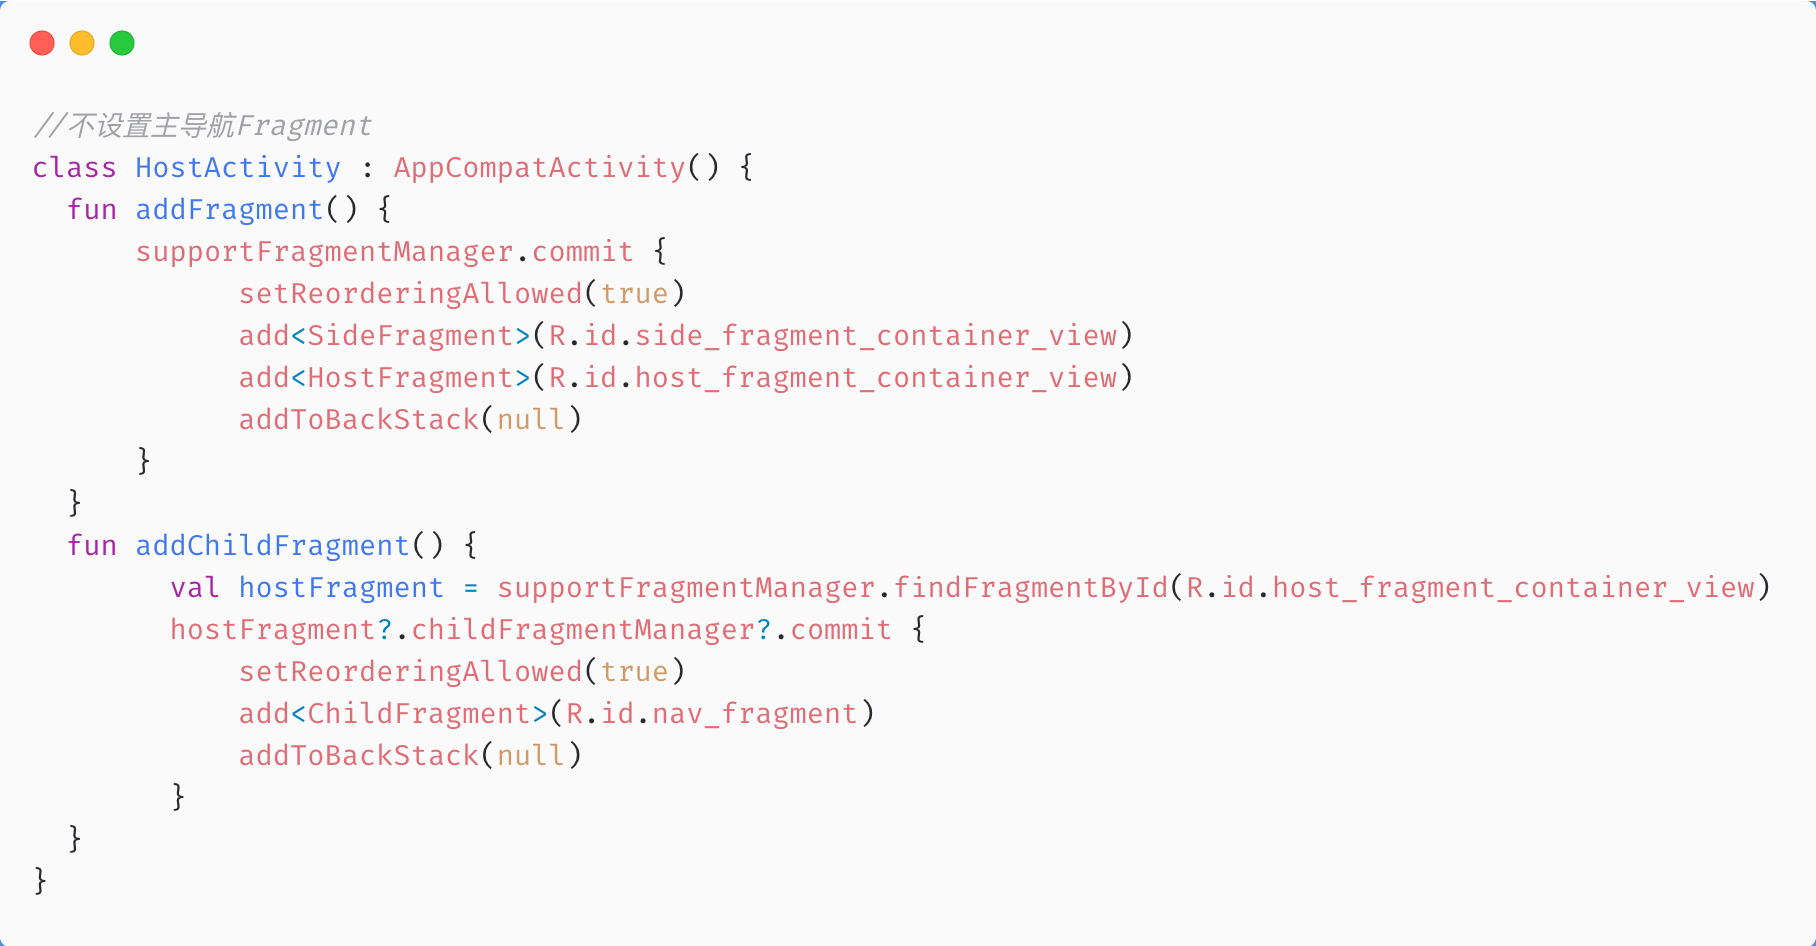 //不设置主导航Fragment
class HostActivity : AppCompatActivity() {
  fun addFragment() {
      supportFragmentManager.commit {
            setReorderingAllowed(true)
            add<SideFragment>(R.id.side_fragment_container_view)
            add<HostFragment>(R.id.host_fragment_container_view)
            addToBackStack(null)
      }
  }
  fun addChildFragment() {
        val hostFragment = supportFragmentManager.findFragmentById(R.id.host_fragment_container_view)
        hostFragment?.childFragmentManager?.commit {
            setReorderingAllowed(true)
            add<ChildFragment>(R.id.nav_fragment)
            addToBackStack(null)
        }
  }
}